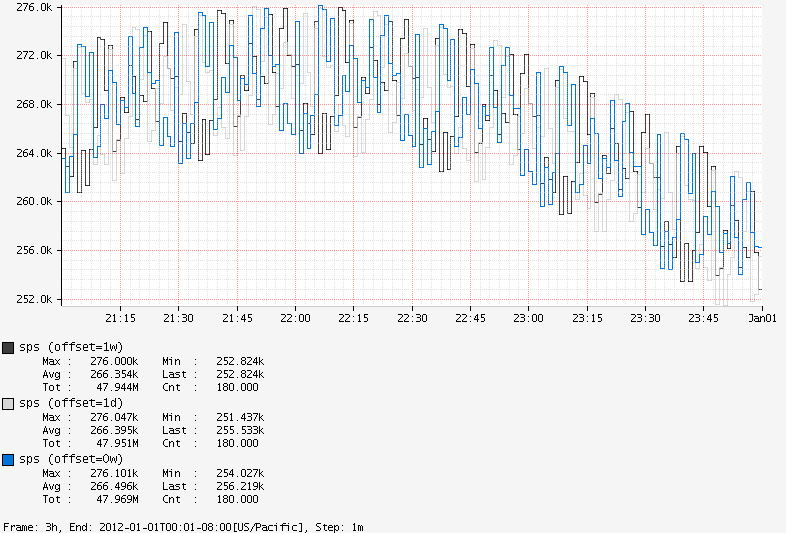 276.0k
272.0k
268.0k
264.0k
260.0k
256.0k
252.0k
21:15 21:30 21:45 22:00 22:15 22:30 22:45 23:00 23:15 23:30 23:45 Jan01
sps (offset=1w)
Max : 276.000k Min : 252.824k
Avg : 266.354k Last : 252.824k
Tot : 47.944M Cnt : 180.000
sps (offset=1d)
Max : 276.047k Min : 251.437k
Avg : 266.395k Last : 255.533k
Tot : 47.951M Cnt : 180.000
sps (offset=0w)
Max : 276.101k Min : 254.027k
Avg : 266.496k Last : 256.219k
Tot : 47.969M Cnt : 180.000
Frame: 3h, End: 2012-01-01T00:01-08:00[US/Pacific], Step: 1m